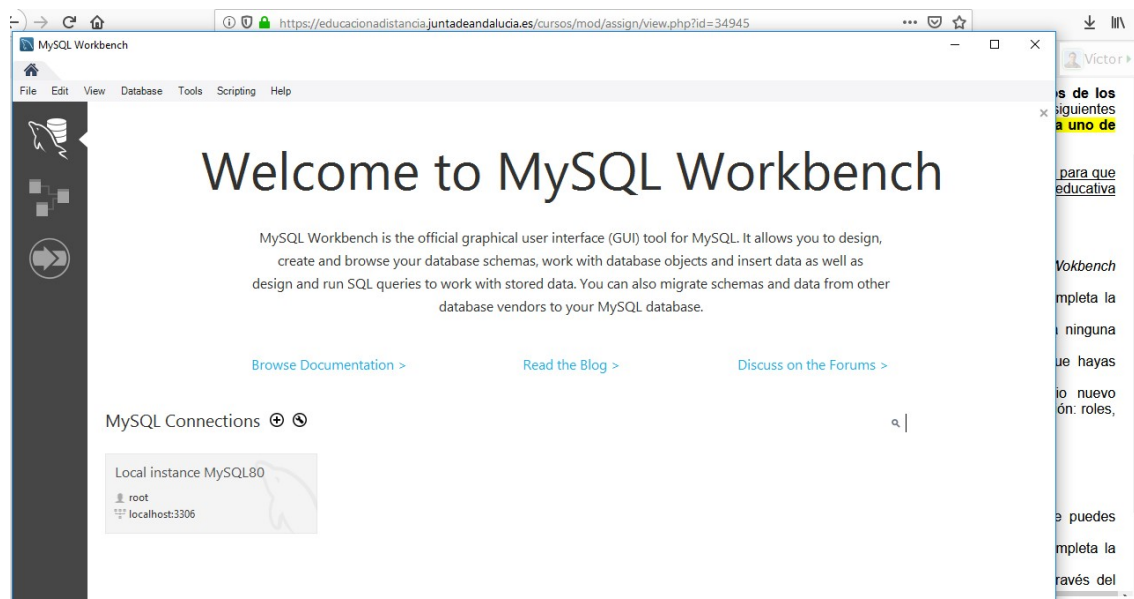 https://educacionadistancia.juntadeandalucia.es/cursos/mod/assign/view.php?id=34945
MySQL Workbench
Victor
File Edit View Database Tools Scripting Help
Welcome to MySQL Workbench
MySQL Workbench is the official graphical user interface (GUI) tool for MySQL. It allows you to design,
create and browse your database schemas, work with database objects and insert data as well as
design and run SQL queries to work with stored data. You can also migrate schemas and data from other
database vendors to your MySQL database.
Browse Documentation > Read the Blog > Discuss on the Forums >
MySQL Connections
Local instance MySQL80
root
localhost:3306
s de los
siguientes
a uno de
para que
educativa
Wokbench
mpleta la
ninguna
ue hayas
io nuevo
ón: roles,
e puedes
mpleta la
ravés del